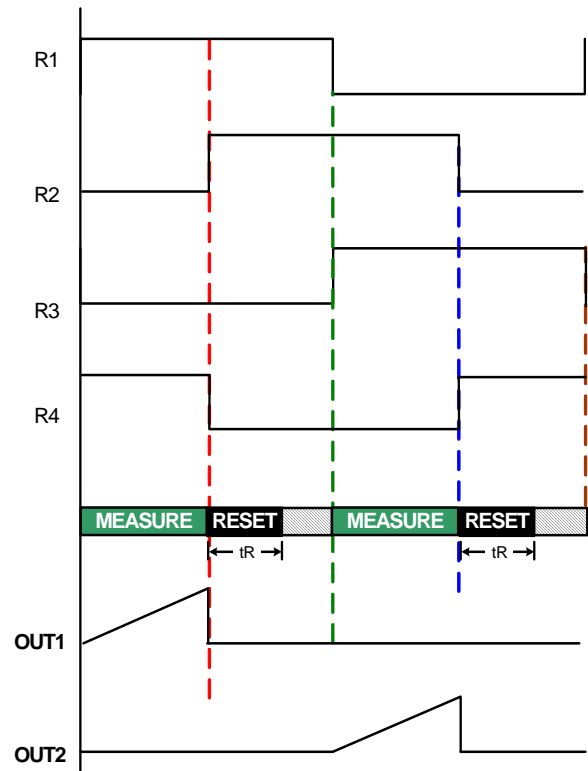 R1
R2
R3
R4
MEASURE RESET MEASURE RESET
tR tR
OUT1
OUT2